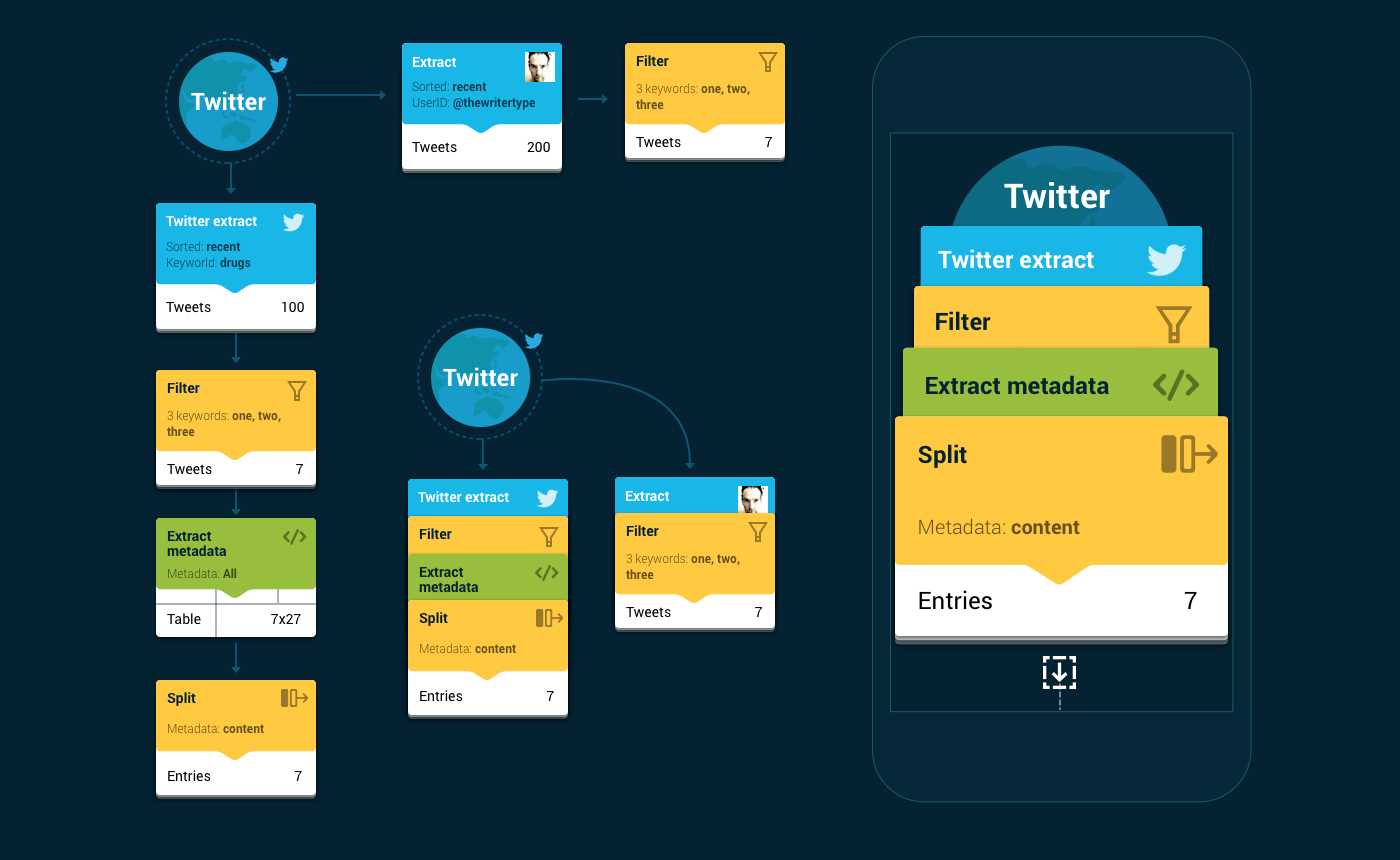 Twitter
Extract
Sorted: recent
UserID: @thewritertype
Tweets 200
Filter
3 keywords: one, two,
three
Tweets 7
Twitter extract
Sorted: recent
Keyworld: drugs
Tweets 100
Filter
3 keywords: one, two,
three
Tweets 7
Extract
metadata
Metadata: All
Table 7x27
Split
Metadata: content
Entries 7
Twitter
Twitter extract
Filter
Extract
metadata
Split
Metadata: content
Entries 7
Extract
Filter
3 keywords: one, two,
three
Tweets 7
Twitter
Twitter extract
Filter
Extract metadata
Split
Metadata: content
Entries 7